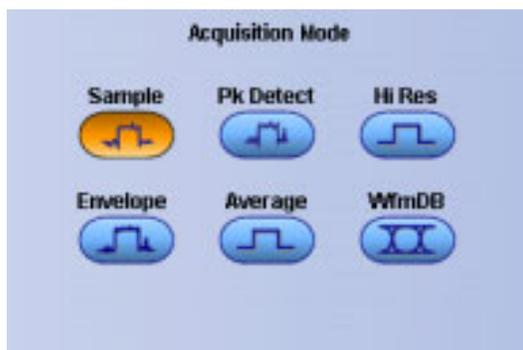 Acquisition Mode
Sample Pk Detect Hi Res
Envelope Average WfmDB